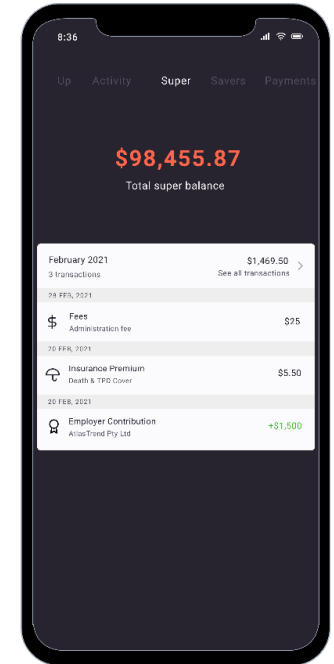 8:36
Up Activity Super Savers Payments
$98,455.87
Total super balance
February 2021 $1,469.50
3 transactions See all transactions
29 FEB, 2021
Fees $25
Administration fee
20 FEB, 2021
Insurance Premium $5.50
Death & TPD Cover
20 FEB, 2021
Employer Contribution +$1,500
AtlasTrend Pty Ltd